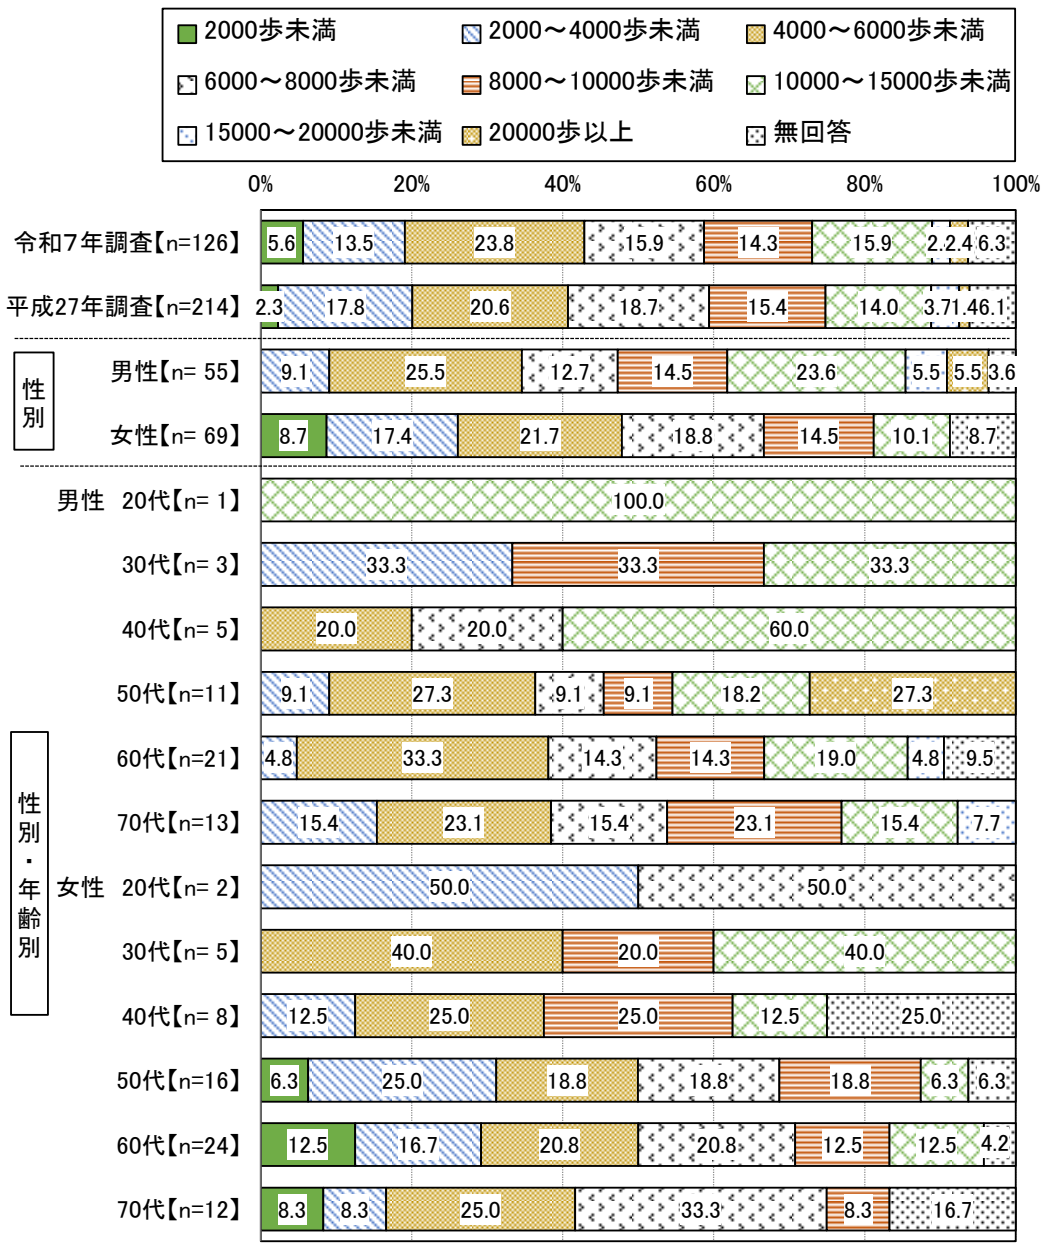 2000歩未満 2000～4000歩未満 4000～6000歩未満
6000～8000歩未満 8000～10000歩未満 10000～15000歩未満
15000～20000歩未満 20000歩以上 無回答
0% 20% 40% 60% 80% 100%
令和7年調査【n=126】 5.6 13.5 23.8 15.9 14.3 15.9 2.4 6.3
平成27年調査【n=214】 2.3 17.8 20.6 18.7 15.4 14.0 3.7 1.4 6.1
性別
男性【n= 55】 9.1 25.5 12.7 14.5 23.6 5.5 5.5 3.6
女性【n= 69】 8.7 17.4 21.7 18.8 14.5 10.1 8.7
性別・年齢別
男性 20代【n= 1】 100.0
30代【n= 3】 33.3 33.3 33.3
40代【n= 5】 20.0 20.0 60.0
50代【n=11】 9.1 27.3 9.1 9.1 18.2 27.3
60代【n=21】 4.8 33.3 14.3 14.3 19.0 4.8 9.5
70代【n=13】 15.4 23.1 15.4 23.1 15.4 7.7
女性 20代【n= 2】 50.0 50.0
30代【n= 5】 40.0 20.0 40.0
40代【n= 8】 12.5 25.0 25.0 12.5 25.0
50代【n=16】 6.3 25.0 18.8 18.8 18.8 6.3 6.3
60代【n=24】 12.5 16.7 20.8 20.8 12.5 12.5 4.2
70代【n=12】 8.3 8.3 25.0 33.3 8.3 16.7